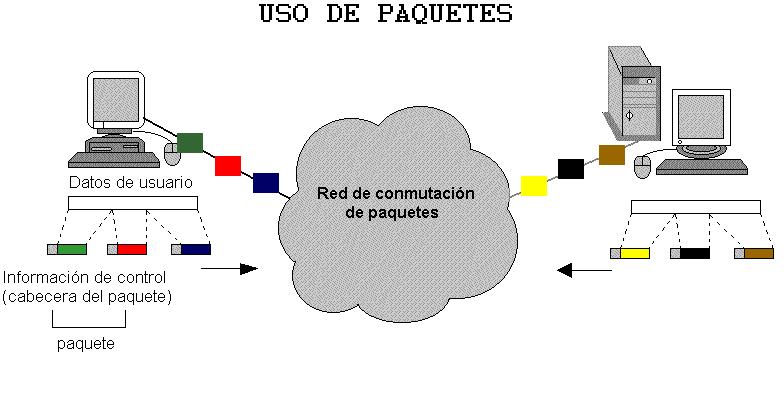 USO DE PAQUETES
Datos de usuario
Red de conmutación
de paquetes
Información de control
(cabecera del paquete)
paquete